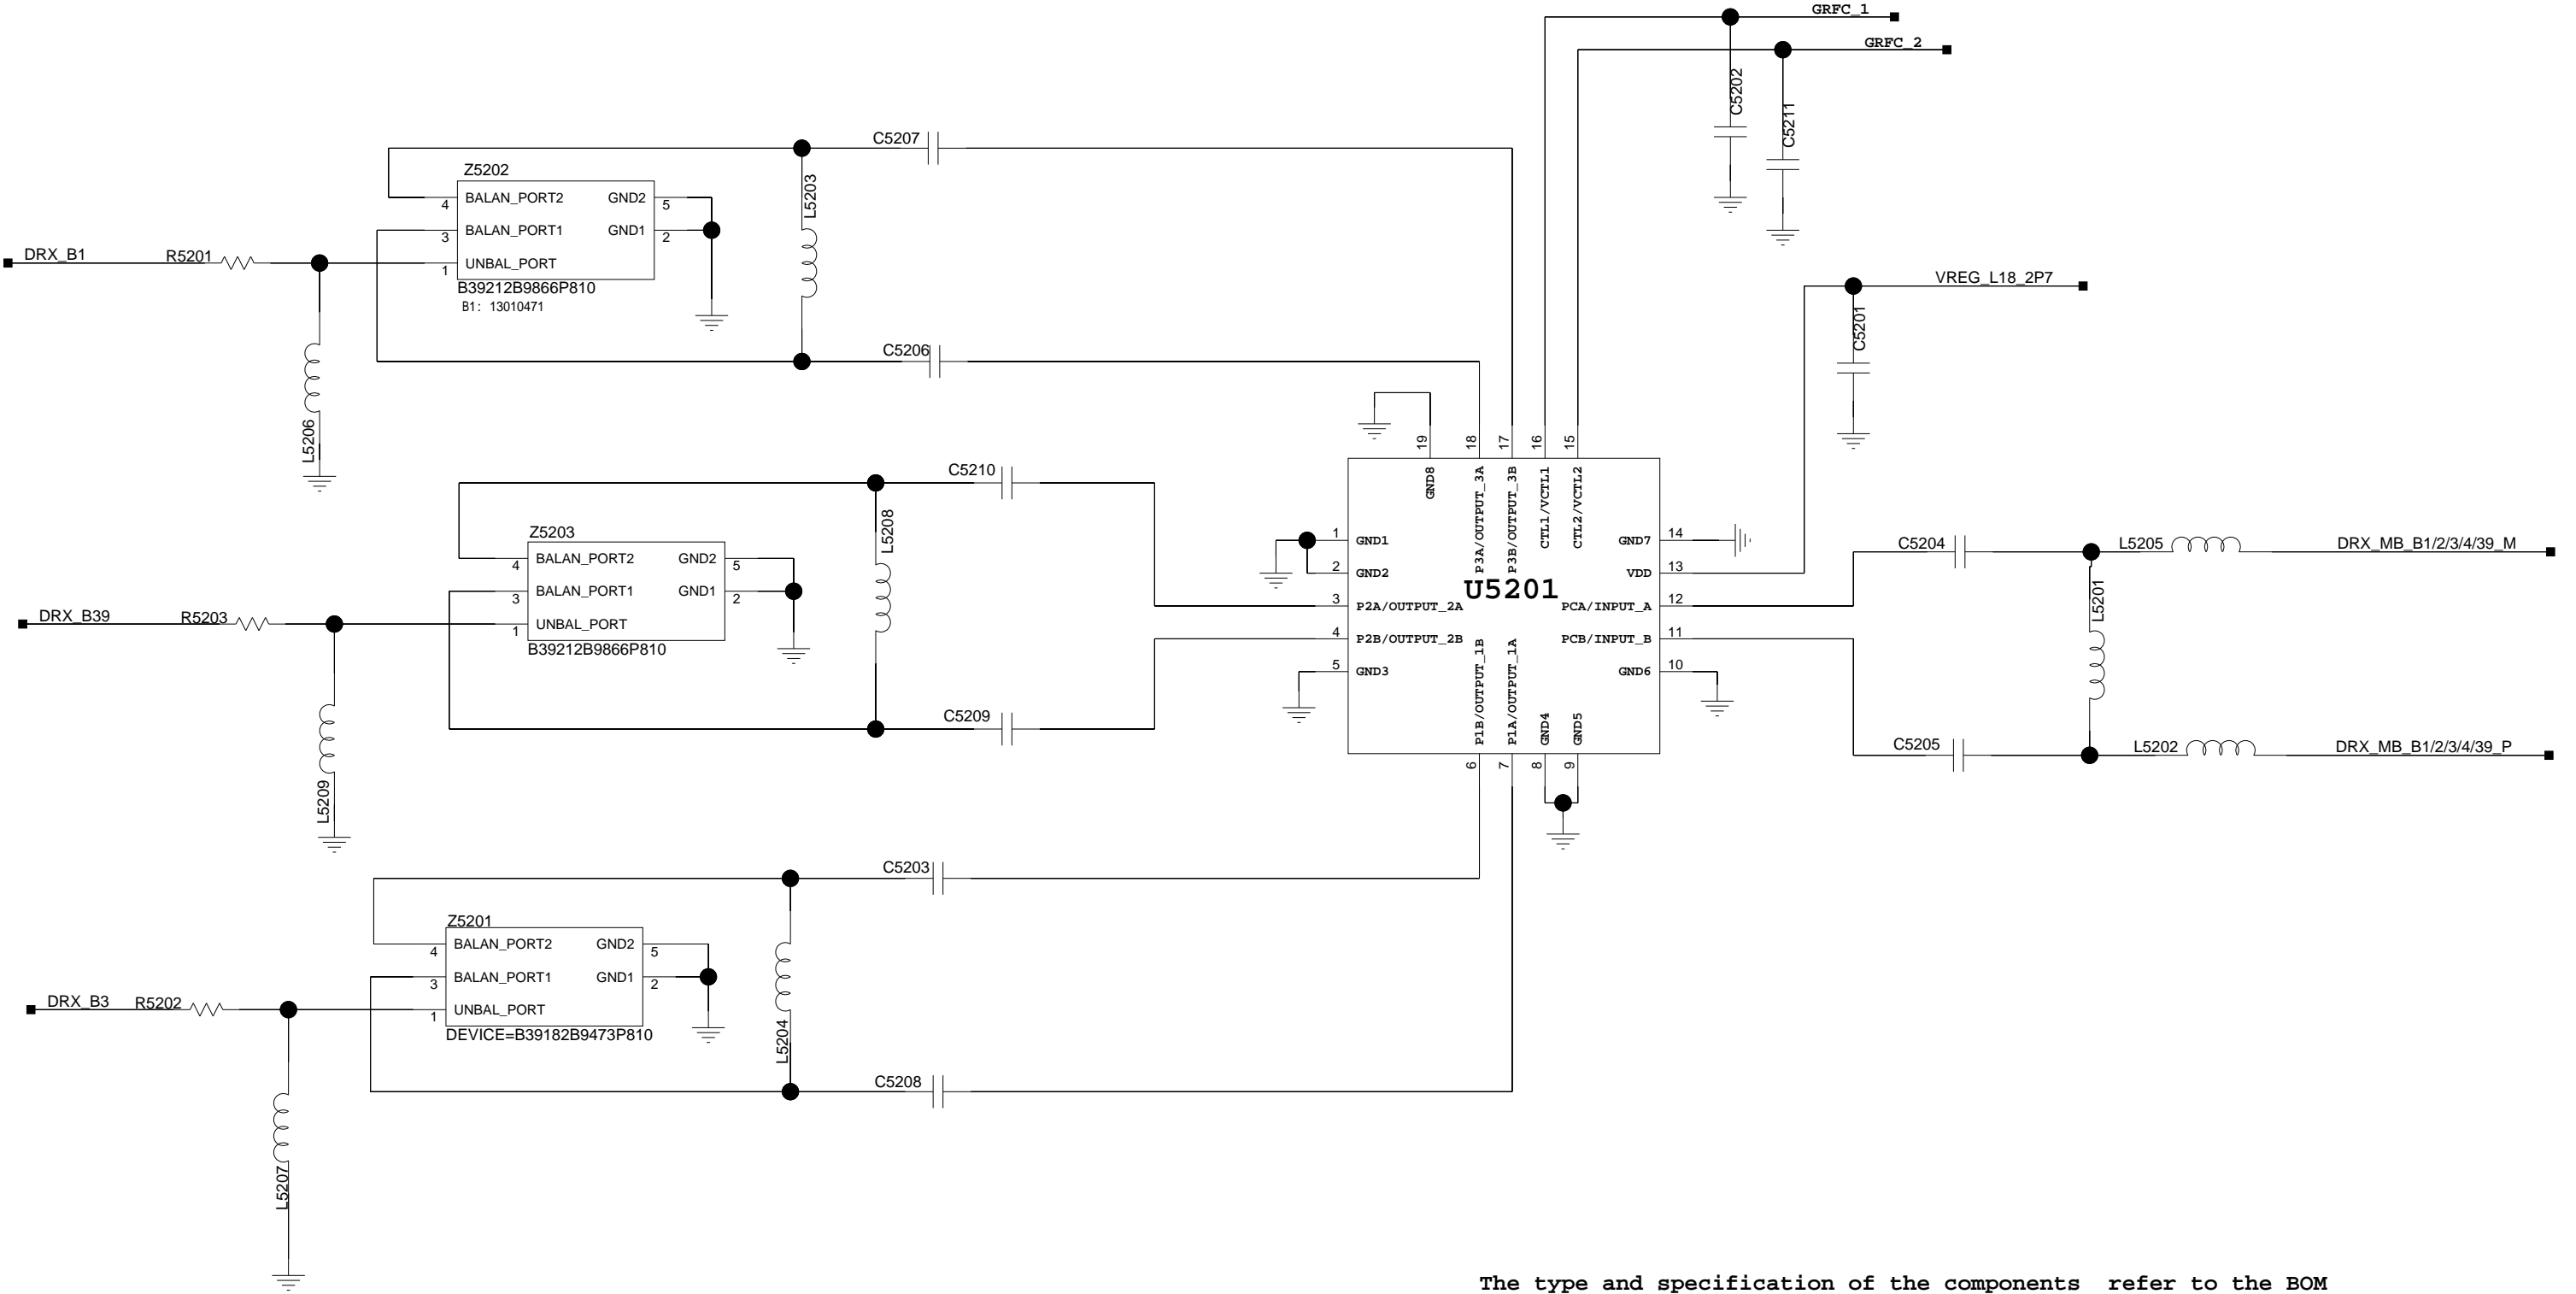 GRFC_1
GRFC_2
C5202
C5211
C5207
Z5202
BALAN_PORT2 GND2
4 5
BALAN_PORT1 GND1
3 2
UNBAL_PORT
1
B39212B9866P810
B1: 13010471
L5203
DRX_B1 R5201
L5206
C5206
VREG_L18_2P7
C5201
C5210
Z5203
BALAN_PORT2 GND2
4 5
BALAN_PORT1 GND1
3 2
UNBAL_PORT
1
B39212B9866P810
L5208
DRX_B39 R5203
L5209
C5209
19 18 17 16 15
GND8
P3A/OUTPUT_3A
P3B/OUTPUT_3B
CTL1/VCTL1
CTL2/VCTL2
1 GND1 GND7 14
2 GND2 VDD 13
U5201
3 P2A/OUTPUT_2A PCA/INPUT_A 12
4 P2B/OUTPUT_2B PCB/INPUT_B 11
5 GND3 GND6 10
P1B/OUTPUT_1B
P1A/OUTPUT_1A
GND4
GND5
6 7 8 9
C5204 L5205 DRX_MB_B1/2/3/4/39_M
L5201
C5205 L5202 DRX_MB_B1/2/3/4/39_P
C5203
Z5201
BALAN_PORT2 GND2
4 5
BALAN_PORT1 GND1
3 2
UNBAL_PORT
1
DEVICE=B39182B9473P810
DRX_B3 R5202
L5204
L5207
C5208
The type and specification of the components refer to the BOM